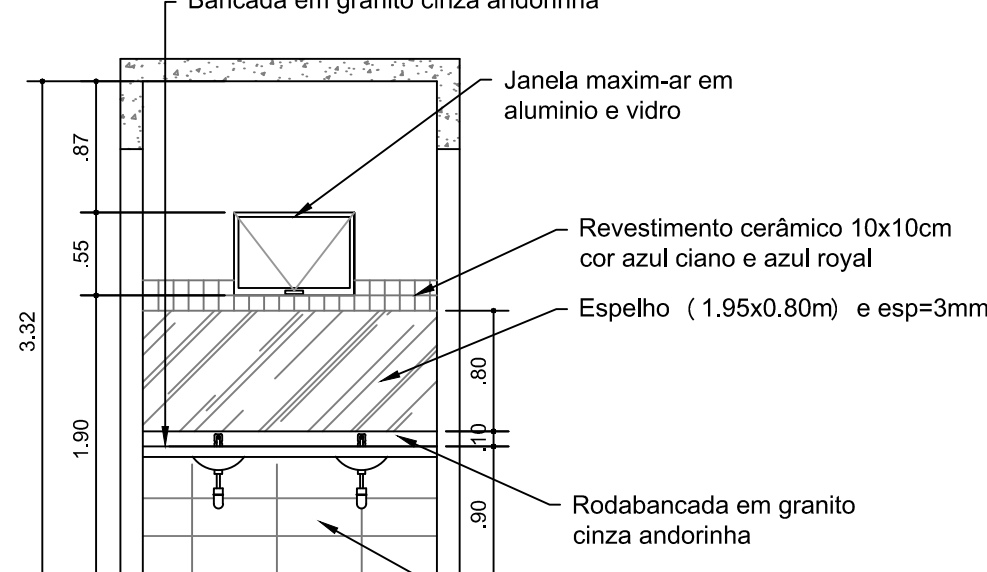 Bancada em granito cinza andorinha
Janela maxim-ar em
aluminio e vidro
.87
Revestimento cerâmico 10x10cm
cor azul ciano e azul royal
.55
Espelho (1.95x0.80m) e esp=3mm
3.32
.80
1.90
.10
Rodabancada em granito
cinza andorinha
.90